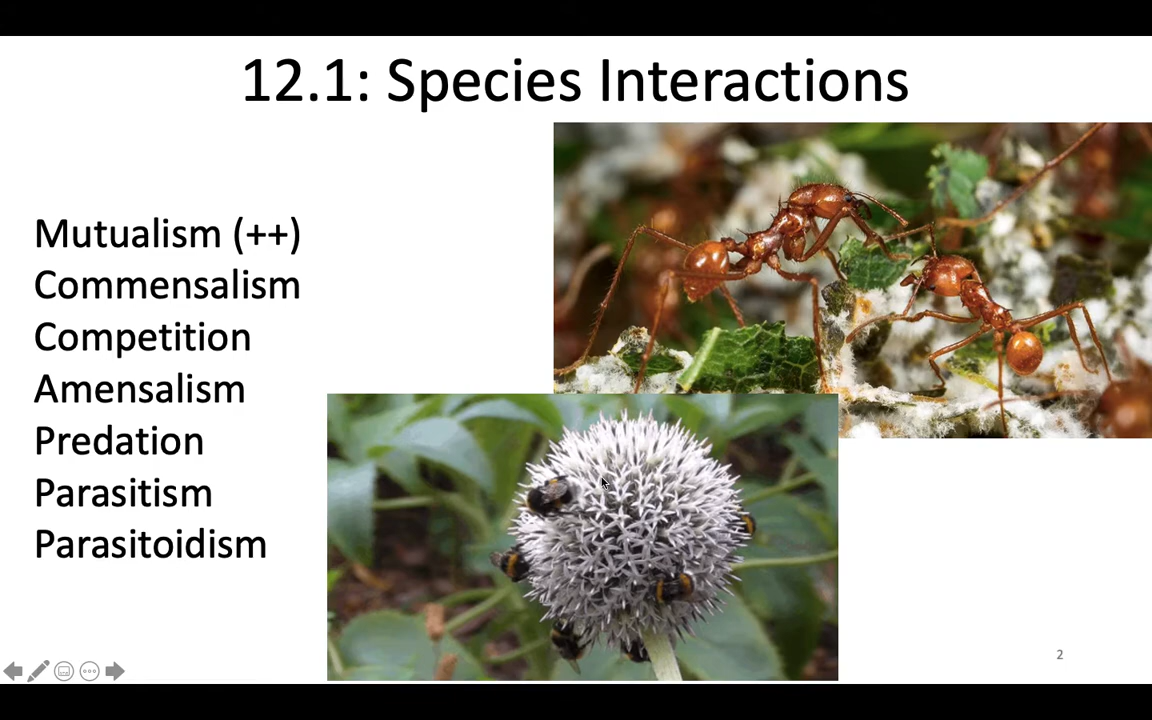 12.1: Species Interactions
Mutualism (++)
Commensalism
Competition
Amensalism
Predation
Parasitism
Parasitoidism
2